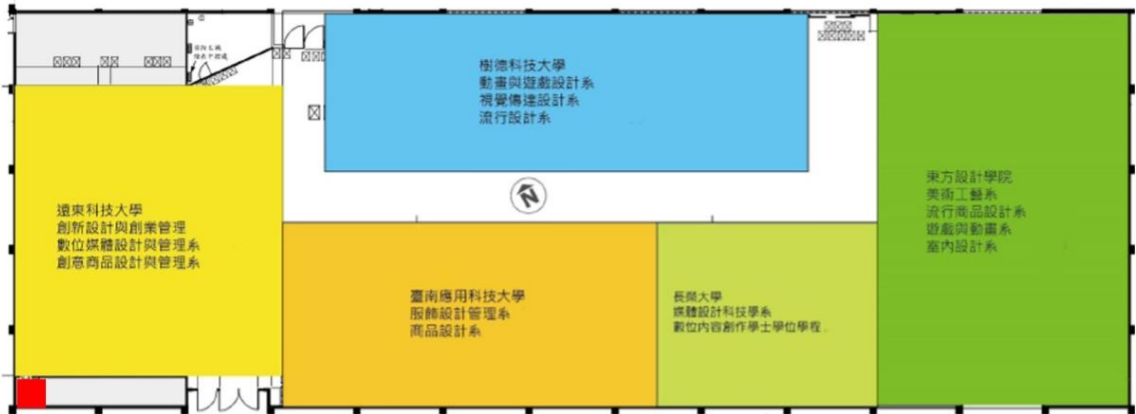 樹德科技大學
動畫與遊戲設計系
視覺傳達設計系
流行設計系
遠東科技大學
創新設計與創業管理
數位媒體設計與管理系
創意商品設計與管理系
N
臺南應用科技大學
服飾設計管理系
商品設計系
長榮大學
媒體設計科技學系
數位內容創作學士學位學程
東方設計學院
美術工藝系
流行商品設計系
遊戲與動畫系
室內設計系